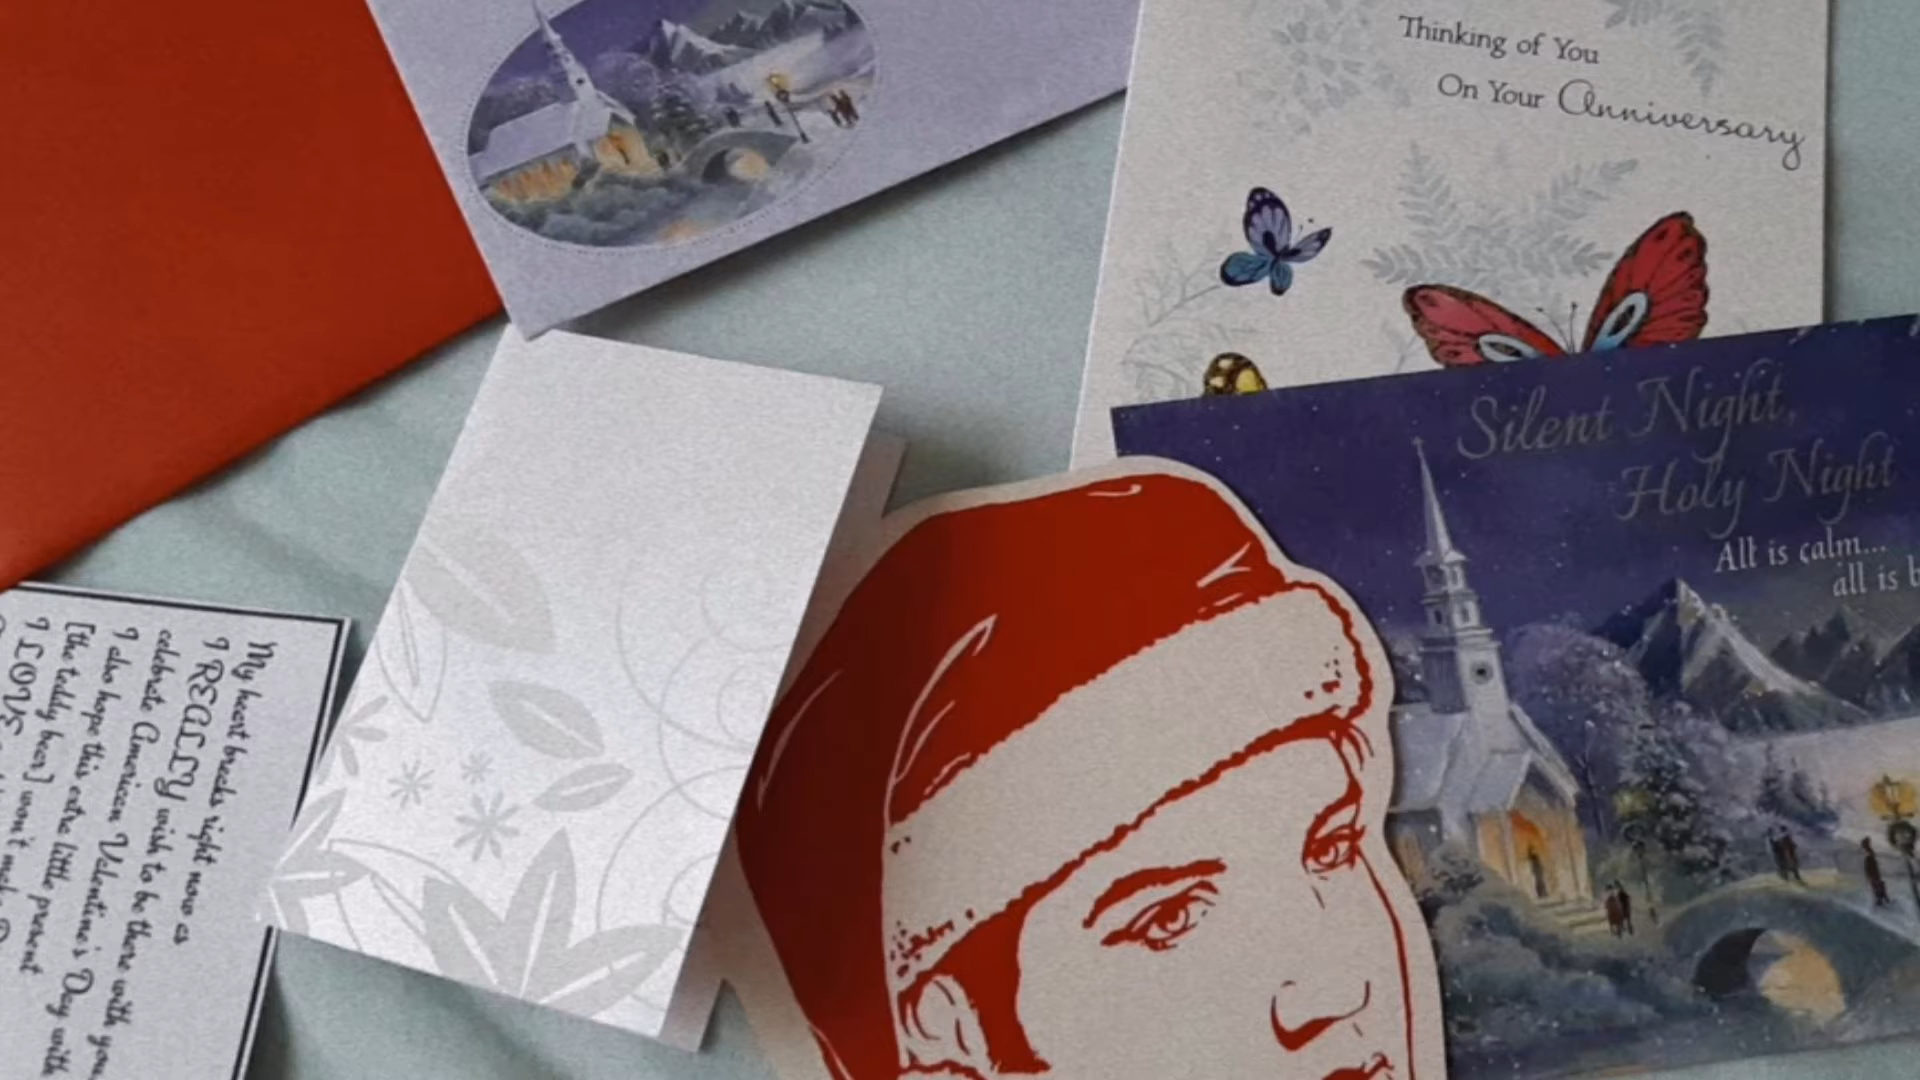 Thinking of You
On Your Anniversary
Silent Night,
Holy Night
All is calm...
all is b
My heart breaks right now as
I REALLY wish to be there with you,
celebrate American Valentine's Day with
I also hope this extra little present
[the teddy bear] won't
I LOVE